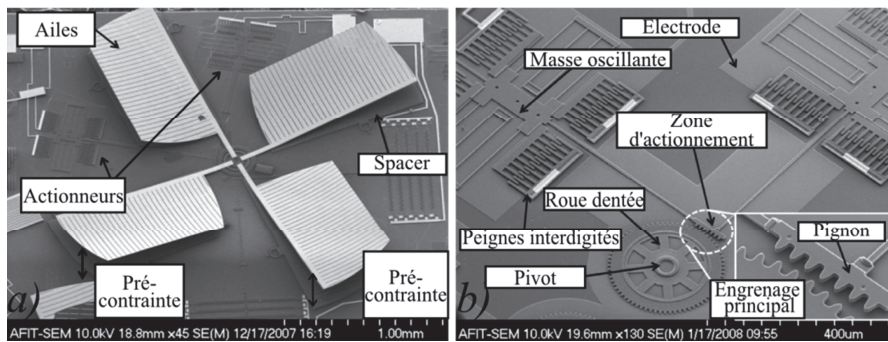 Ailes
Spacer
Actionneurs
Pré-
contrainte
Pré-
contrainte
a)
AFIT-SEM 10.0kV 18.8mm x45 SE(M) 12/17/2007 16:19 1.00mm
Electrode
Masse oscillante
Zone
d'actionnement
Roue dentée
Peignes interdigités
Pignon
Pivot
Engrenage
principal
b)
AFIT-SEM 10.0kV 19.6mm x130 SE(M) 1/17/2008 09:55 400um